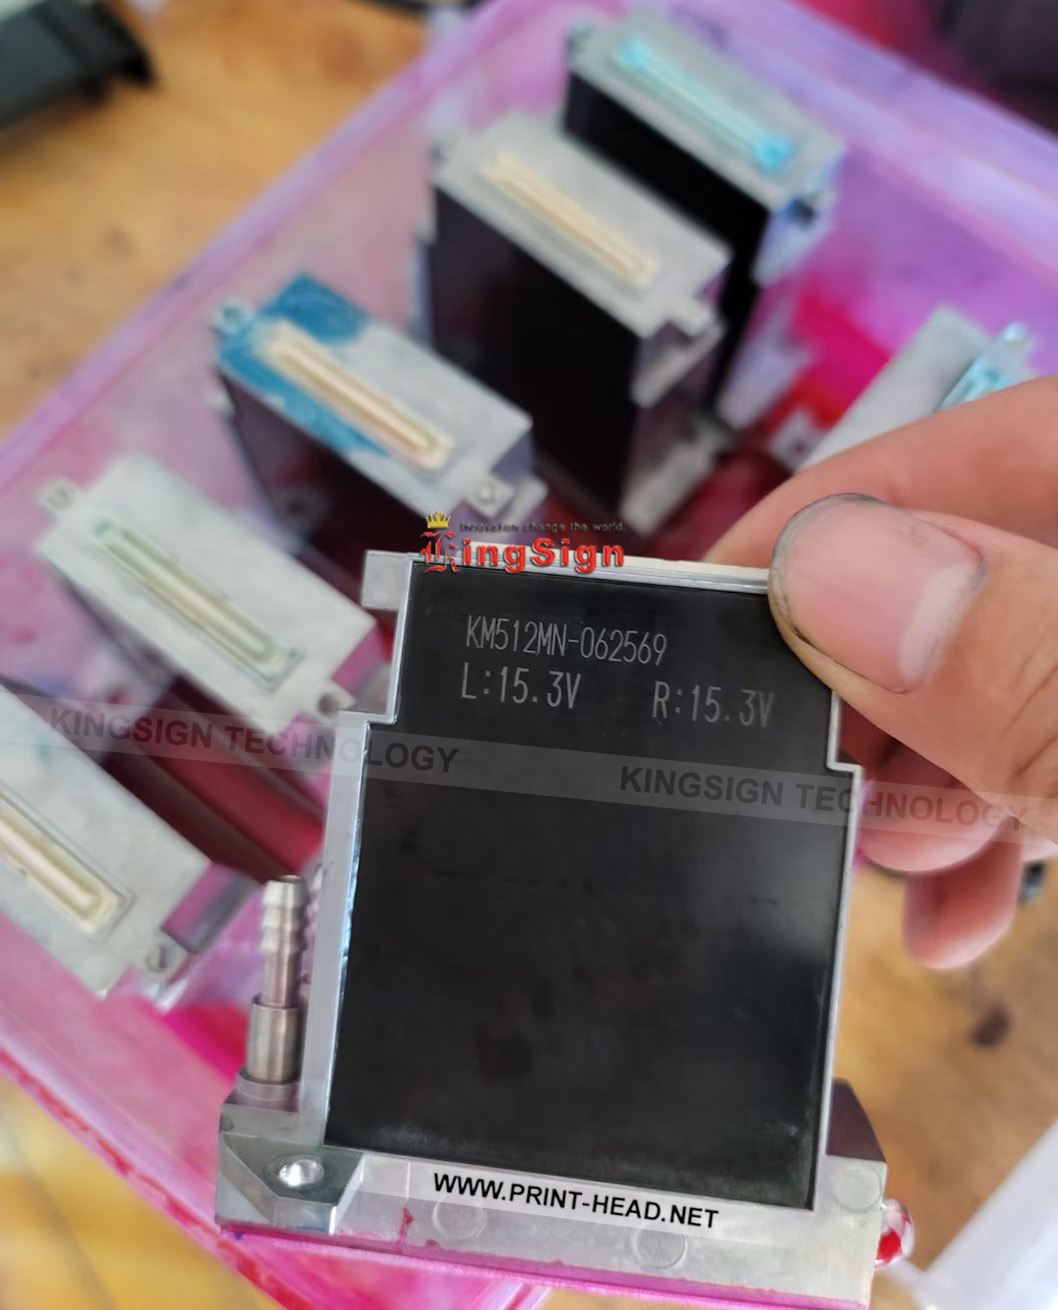 Innovation change the world.
KingSign
KM512MN-062569
L:15.3V R:15.3V
KINGSIGN TECHNOLOGY
KINGSIGN TECHNOLOGY
WWW.PRINT-HEAD.NET